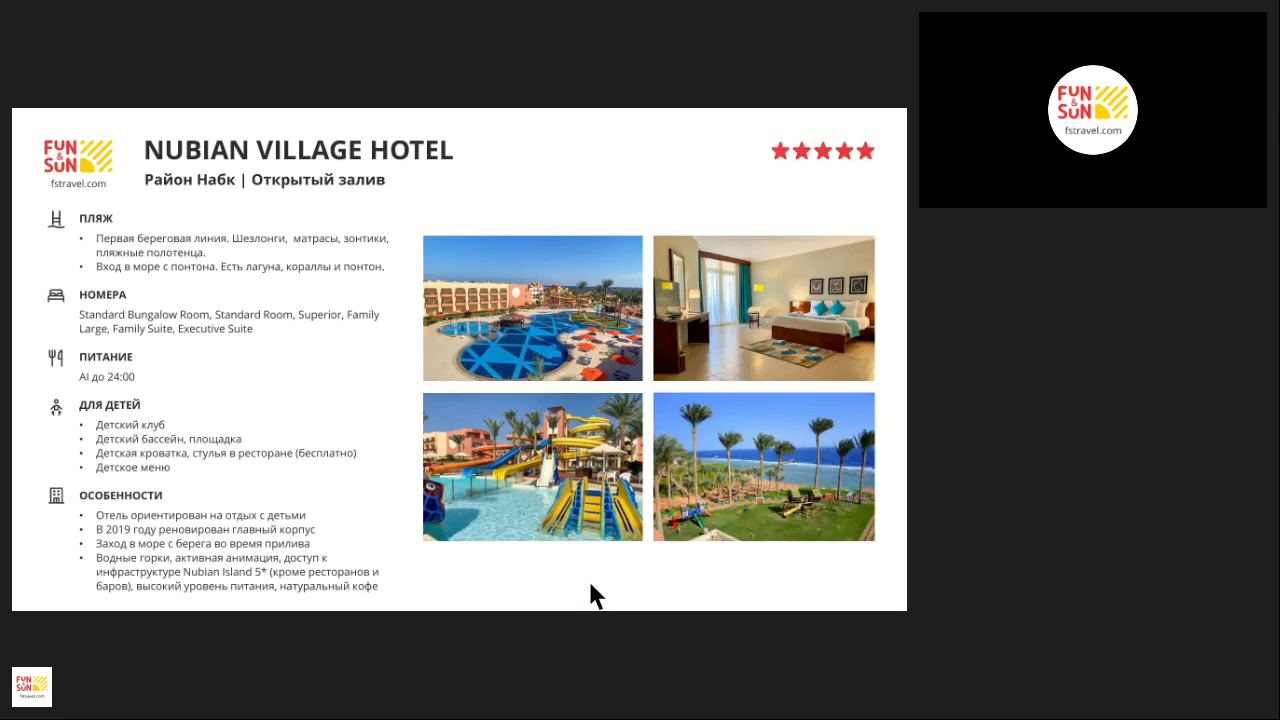 FUN
&
SUN
fstravel.com
NUBIAN VILLAGE HOTEL
Район Набк | Открытый залив
ПЛЯЖ
• Первая береговая линия. Шезлонги, матрасы, зонтики,
пляжные полотенца.
• Вход в море с понтона. Есть лагуна, кораллы и понтон.
НОМЕРА
Standard Bungalow Room, Standard Room, Superior, Family
Large, Family Suite, Executive Suite
ПИТАНИЕ
AI до 24:00
ДЛЯ ДЕТЕЙ
• Детский клуб
• Детский бассейн, площадка
• Детская кроватка, стулья в ресторане (бесплатно)
• Детское меню
ОСОБЕННОСТИ
• Отель ориентирован на отдых с детьми
• В 2019 году реновирован главный корпус
• Заход в море с берега во время прилива
• Водные горки, активная анимация, доступ к
инфраструктуре Nubian Island 5* (кроме ресторанов и
баров), высокий уровень питания, натуральный кофе
FUN
&
SUN
fstravel.com
FUN
&
SUN
fstravel.com